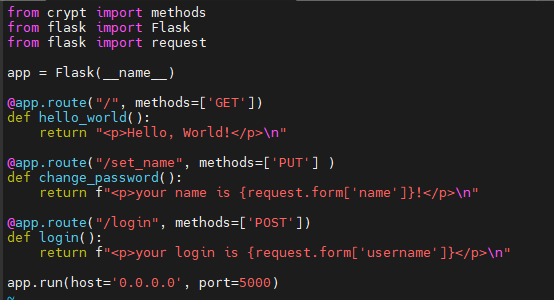 from crypt import methods
from flask import Flask
from flask import request

app = Flask(__name__)

@app.route("/", methods=['GET'])
def hello_world():
    return "<p>Hello, World!</p>\n"

@app.route("/set_name", methods=['PUT'] )
def change_password():
    return f"<p>your name is {request.form['name']}!</p>\n"

@app.route("/login", methods=['POST'])
def login():
    return f"<p>your login is {request.form['username']}</p>\n"

app.run(host='0.0.0.0', port=5000)
~